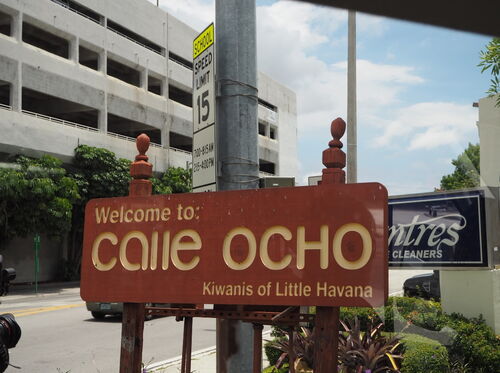 SCHOOL
SPEED
LIMIT
15
Welcome to:
calle OCHO
Kiwanis of Little Havana
CLEANERS